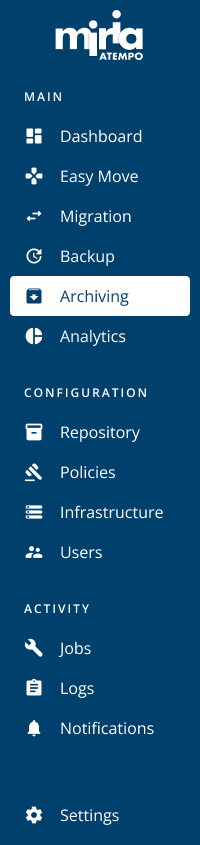 miria
ATEMPO
MAIN
Dashboard
Easy Move
Migration
Backup
Archiving
Analytics
CONFIGURATION
Repository
Policies
Infrastructure
Users
ACTIVITY
Jobs
Logs
Notifications
Settings